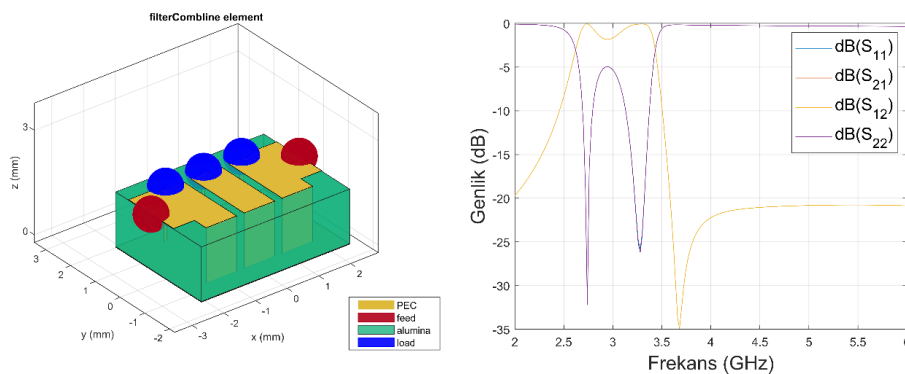 filterCombline element
z (mm)
3
0
3
2
1
0
-1
-2
y (mm)
-3
-2
-1
0
1
2
x (mm)
PEC
feed
alumina
load
Genlik (dB)
0
-5
-10
-15
-20
-25
-30
-35
2
2.5
3
3.5
4
4.5
5
5.5
6
Frekans (GHz)
dB(S11)
dB(S21)
dB(S12)
dB(S22)